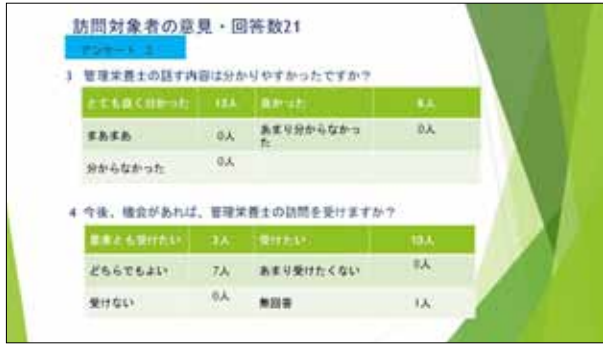 訪問対象者の意見・回答数21
アンケート 2
3 管理栄養士の話す内容は分かりやすかったですか?
とても良く分かった 13人 良かった 8人
まあまあ 0人 あまり分からなかっ
た 0人
分からなかった 0人
4 今後、機会があれば、管理栄養士の訪問を受けますか?
是非とも受けたい 3人 受けたい 10人
どちらでもよい 7人 あまり受けたくない 0人
受けない 0人 無回答 1人